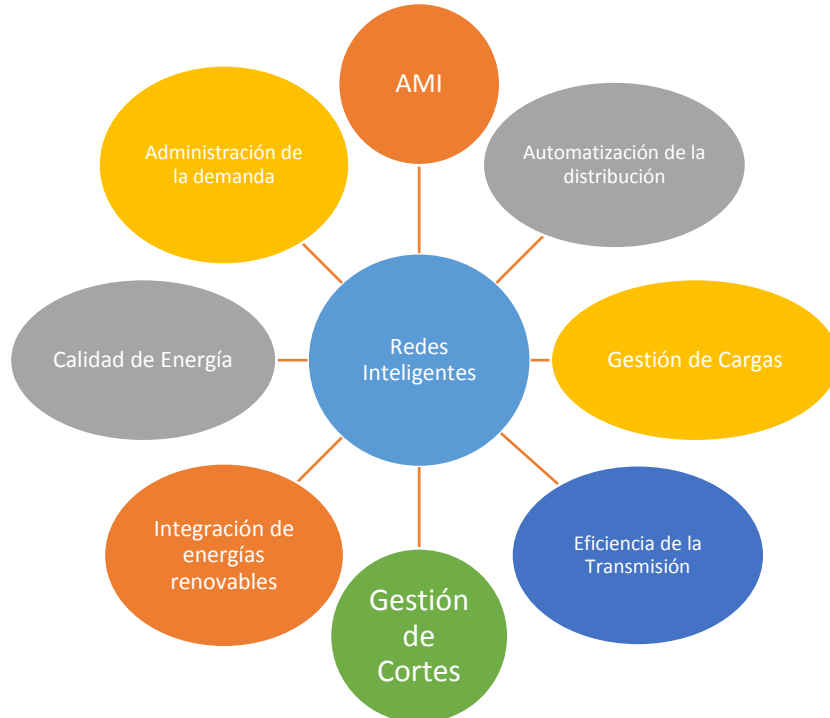 AMI
Administración de
la demanda
Automatización de la
distribución
Calidad de Energía
Redes
Inteligentes
Gestión de Cargas
Integración de
energías
renovables
Gestión
de
Cortes
Eficiencia de la
Transmisión